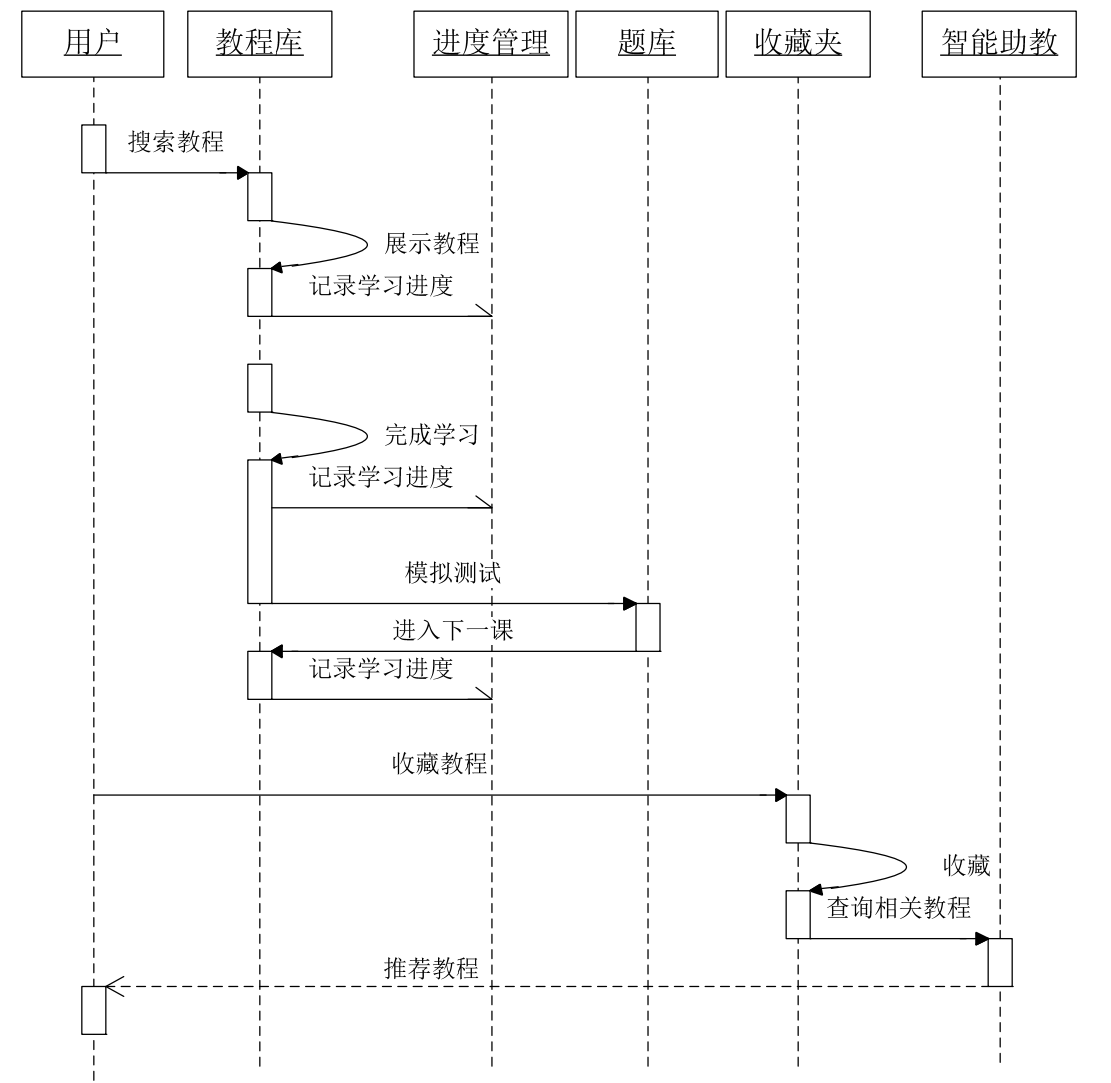 用户
教程库
进度管理
题库
收藏夹
智能助教
搜索教程
展示教程
记录学习进度
完成学习
记录学习进度
模拟测试
进入下一课
记录学习进度
收藏教程
收藏
查询相关教程
推荐教程